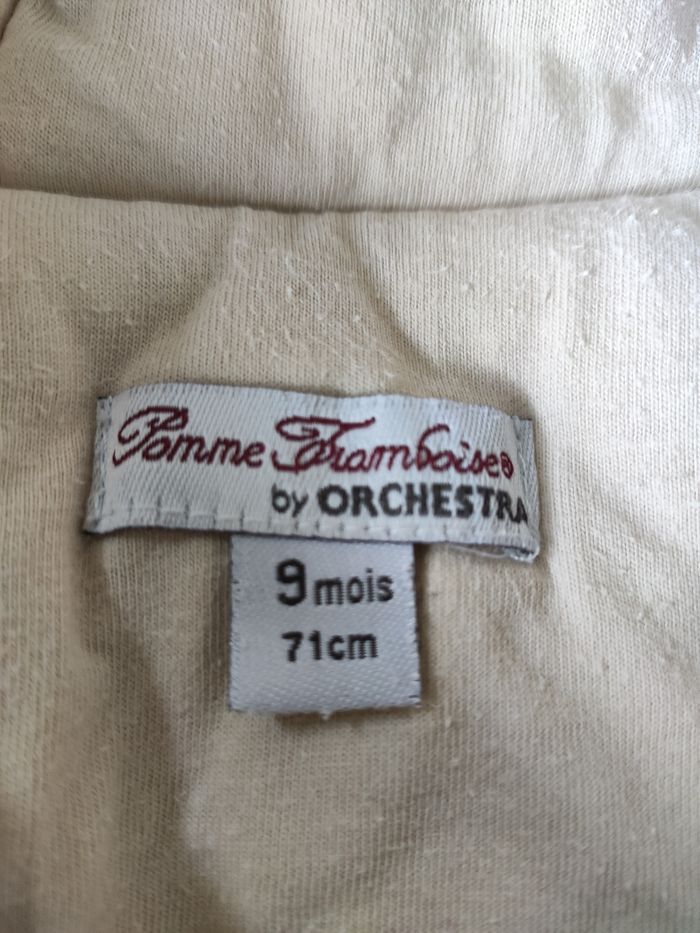 Pomme Framboise®
by ORCHESTRA
9 mois
71cm